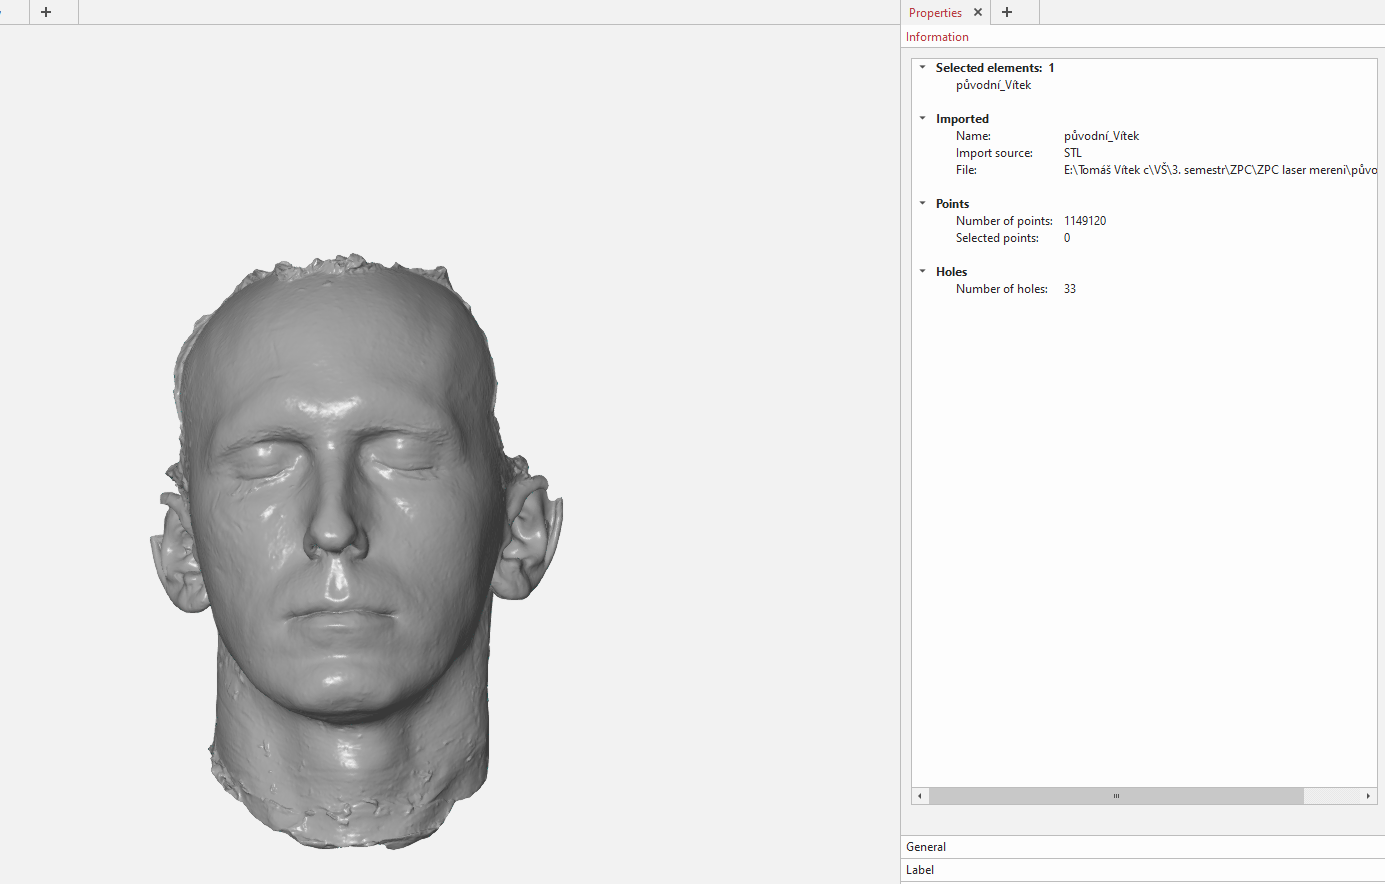 Properties
Information
Selected elements: 1
původní_Vítek
Imported
Name: původní_Vítek
Import source: STL
File: E:\Tomáš Vítek c\VŠ\3. semestr\ZPC\ZPC laser mereni\půvo
Points
Number of points: 1149120
Selected points: 0
Holes
Number of holes: 33
General
Label